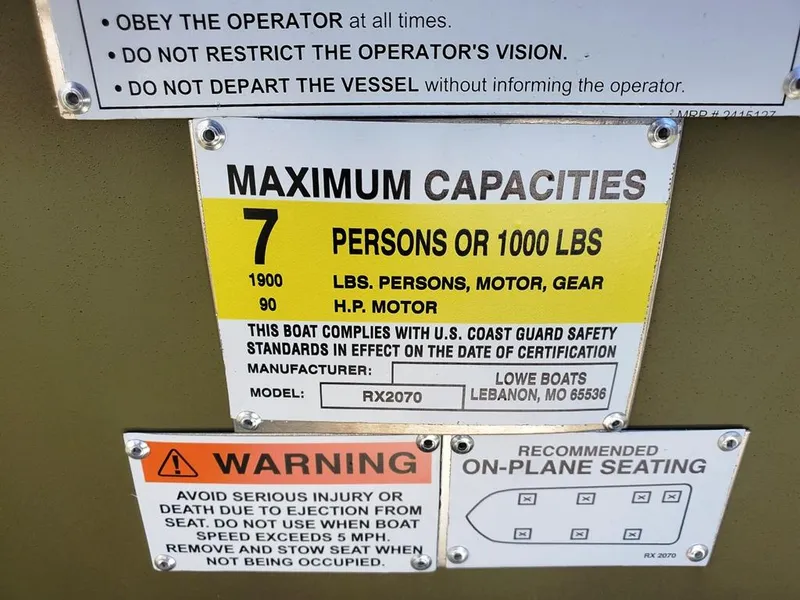 • OBEY THE OPERATOR at all times.
• DO NOT RESTRICT THE OPERATOR'S VISION.
• DO NOT DEPART THE VESSEL without informing the operator.
MRP # 2415127
MAXIMUM CAPACITIES
7 PERSONS OR 1000 LBS
1900 LBS. PERSONS, MOTOR, GEAR
90 H.P. MOTOR
THIS BOAT COMPLIES WITH U.S. COAST GUARD SAFETY
STANDARDS IN EFFECT ON THE DATE OF CERTIFICATION
MANUFACTURER: LOWE BOATS
MODEL: RX2070 LEBANON, MO 65536
WARNING
AVOID SERIOUS INJURY OR
DEATH DUE TO EJECTION FROM
SEAT. DO NOT USE WHEN BOAT
SPEED EXCEEDS 5 MPH.
REMOVE AND STOW SEAT WHEN
NOT BEING OCCUPIED.
RECOMMENDED
ON-PLANE SEATING
RX 2070